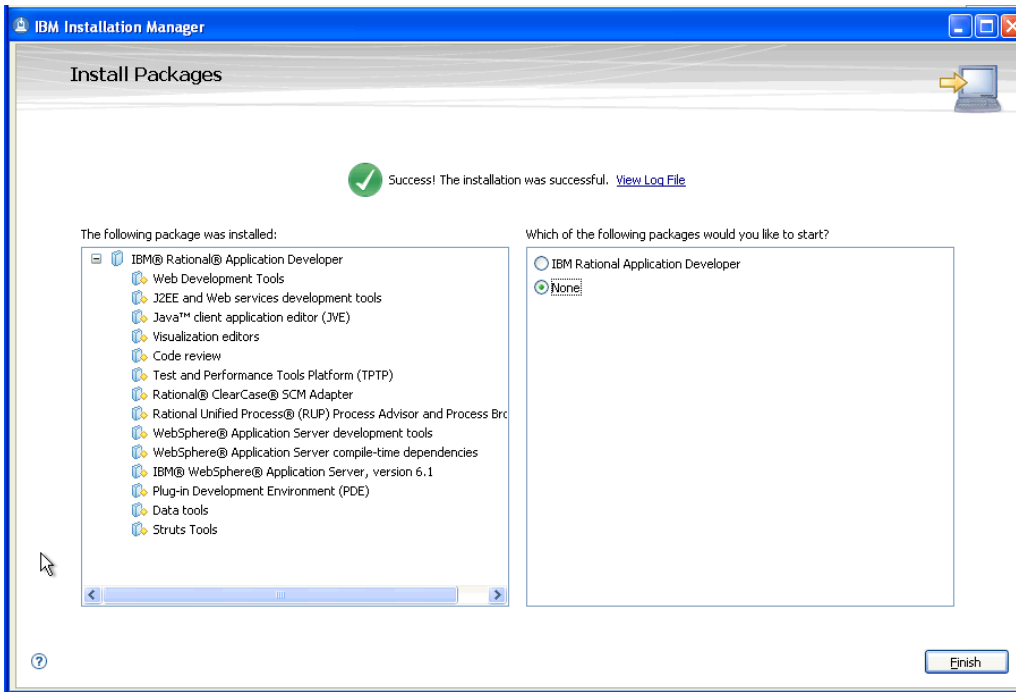 IBM Installation Manager
Install Packages
Success! The installation was successful. View Log File
The following package was installed:
IBM® Rational® Application Developer
Web Development Tools
J2EE and Web services development tools
Java™ client application editor (JVE)
Visualization editors
Code review
Test and Performance Tools Platform (TPTP)
Rational® ClearCase® SCM Adapter
Rational Unified Process® (RUP) Process Advisor and Process Bro
WebSphere® Application Server development tools
WebSphere® Application Server compile-time dependencies
IBM® WebSphere® Application Server, version 6.1
Plug-in Development Environment (PDE)
Data tools
Struts Tools
Which of the following packages would you like to start?
IBM Rational Application Developer
None
?
Finish